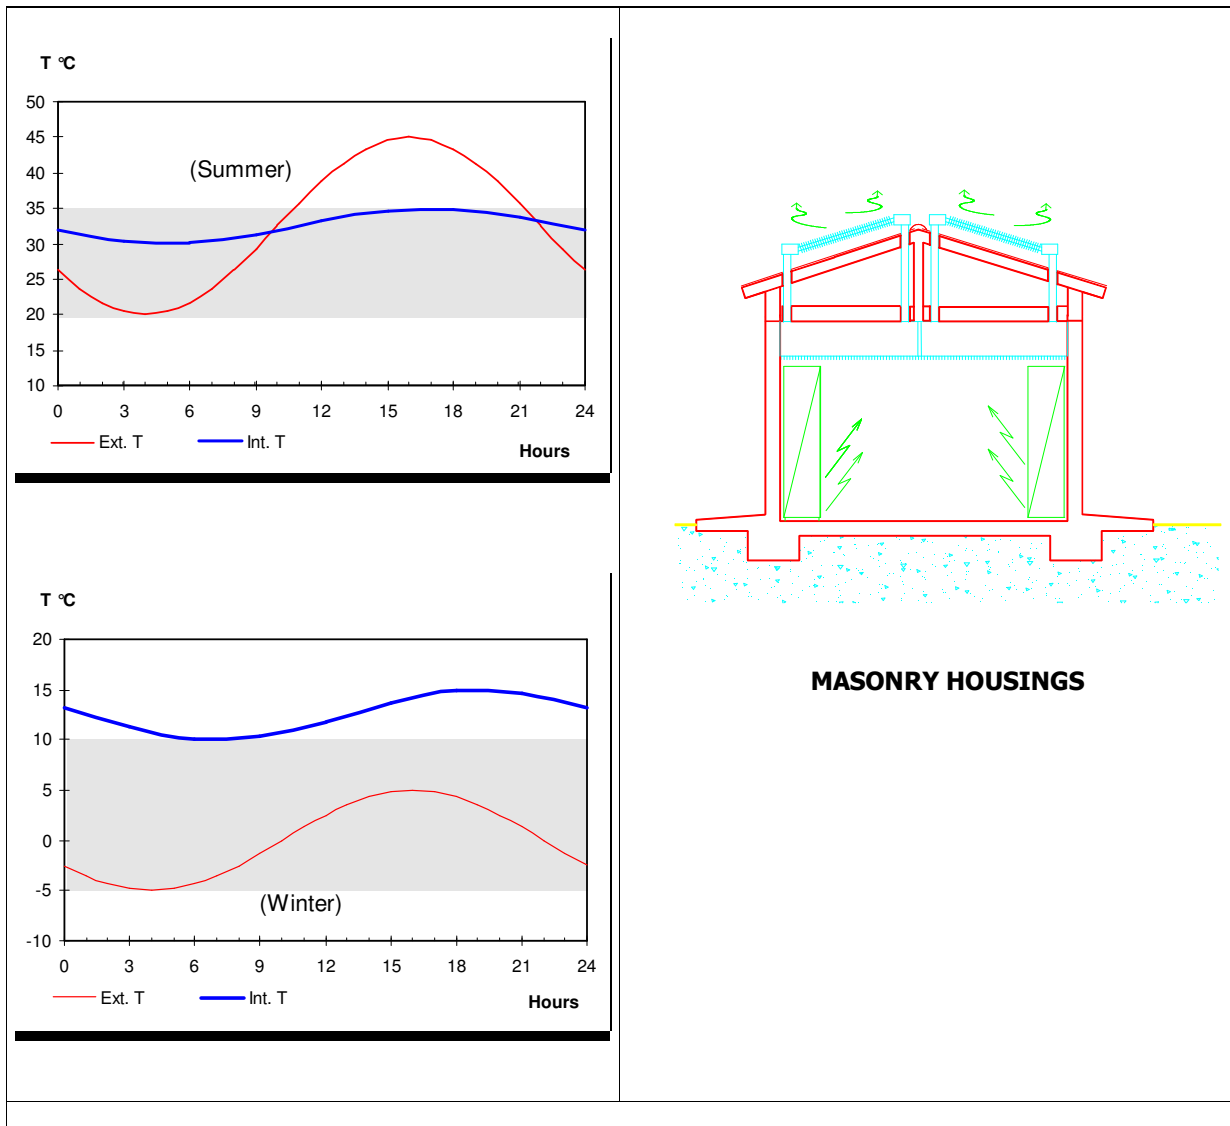 T °C
50
45
40
(Summer)
35
30
25
20
15
10
0 3 6 9 12 15 18 21 24
Ext. T Int. T
Hours
T °C
20
15
10
5
0
-5
(Winter)
-10
0 3 6 9 12 15 18 21 24
Ext. T Int. T
Hours
MASONRY HOUSINGS